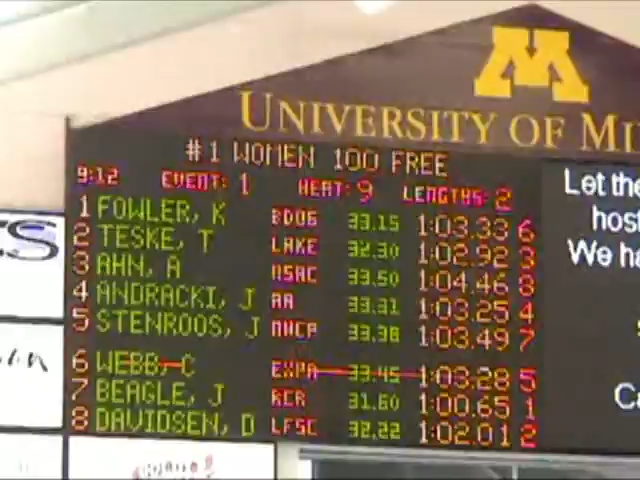 M
UNIVERSITY OF MI
#1 WOMEN 100 FREE
9:12 EVENT: 1 HEAT: 9 LENGTHS: 2
1 FOWLER, K BDOS 33.15 1:03.33 6
2 TESKE, T LAKE 32.30 1:02.92 3
3 AHN, A MSAC 33.50 1:04.46 8
4 ANDRACKI, J AA 33.31 1:03.25 4
5 STENROOS, J MWCA 33.38 1:03.49 7
6 WEBB, C EXPA 33.45 1:03.28 5
7 BEAGLE, J RCR 31.60 1:00.65 1
8 DAVIDSEN, D LFSC 32.22 1:02.01 2
Let the
host
We ha
Ca